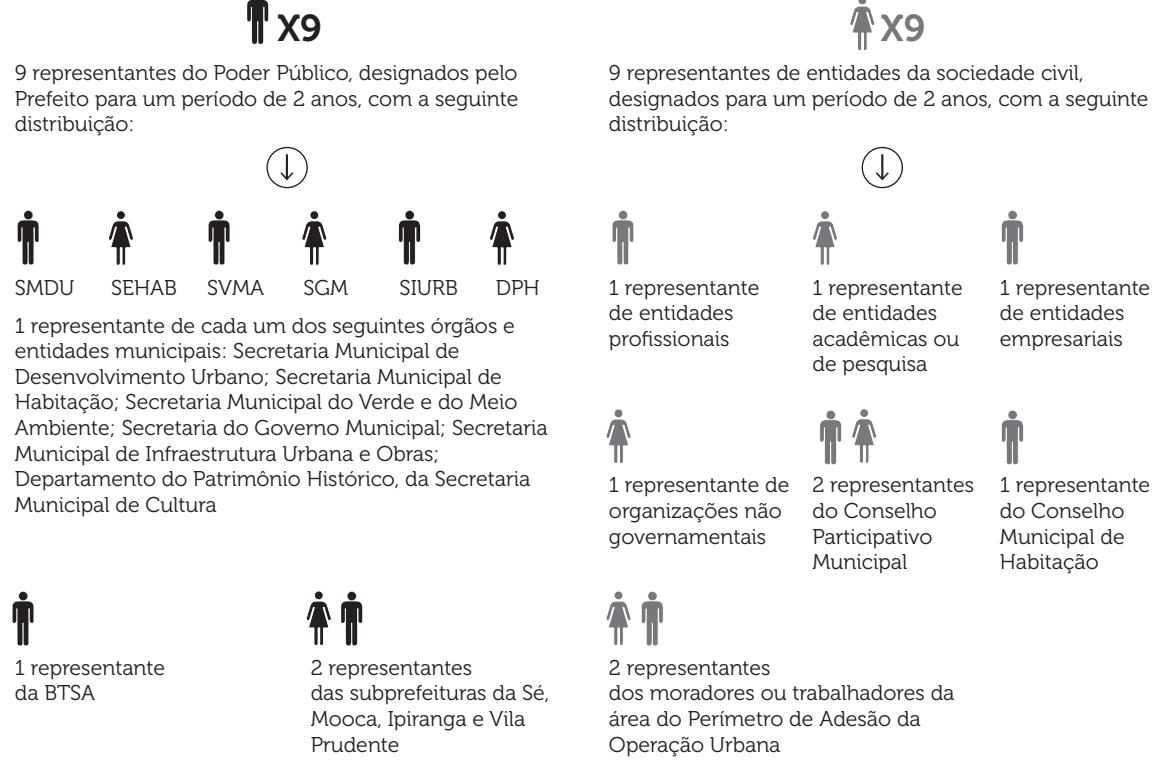 X9
9 representantes do Poder Público, designados pelo
Prefeito para um período de 2 anos, com a seguinte
distribuição:
SMDU SEHAB SVMA SGM SIURB DPH
1 representante de cada um dos seguintes órgãos e
entidades municipais: Secretaria Municipal de
Desenvolvimento Urbano; Secretaria Municipal de
Habitação; Secretaria Municipal do Verde e do Meio
Ambiente; Secretaria do Governo Municipal; Secretaria
Municipal de Infraestrutura Urbana e Obras;
Departamento do Patrimônio Histórico, da Secretaria
Municipal de Cultura
1 representante
da BTSA
2 representantes
das subprefeituras da Sé,
Mooca, Ipiranga e Vila
Prudente
X9
9 representantes de entidades da sociedade civil,
designados para um período de 2 anos, com a seguinte
distribuição:
1 representante
de entidades
profissionais
1 representante
de entidades
acadêmicas ou
de pesquisa
1 representante
de entidades
empresariais
1 representante de
organizações não
governamentais
2 representantes
do Conselho
Participativo
Municipal
1 representante
do Conselho
Municipal de
Habitação
2 representantes
dos moradores ou trabalhadores da
área do Perímetro de Adesão da
Operação Urbana